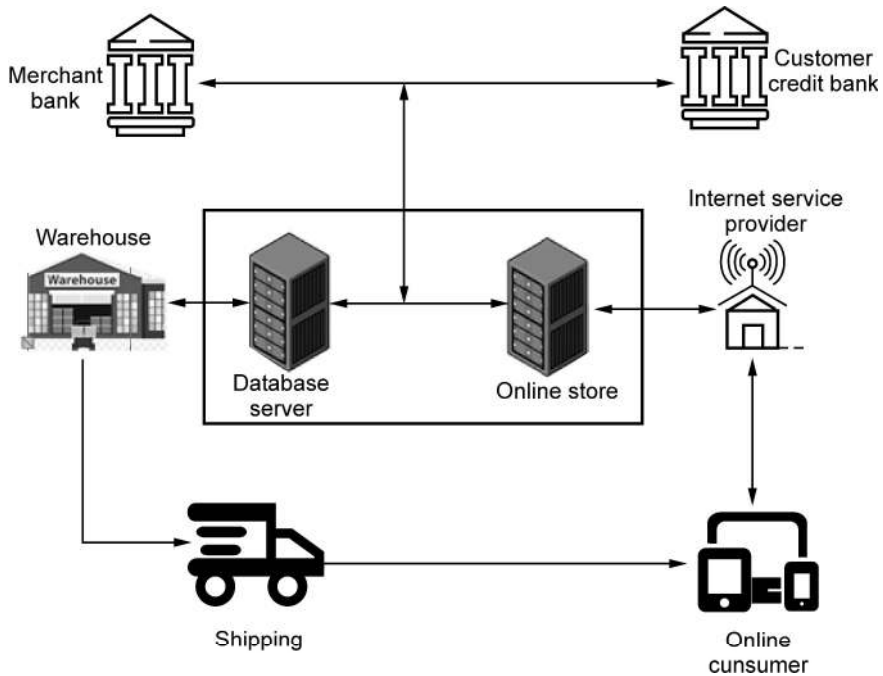 Merchant
bank
Customer
credit bank
Internet service
provider
Warehouse
Warehouse
Database
server
Online store
Shipping
Online
cunsumer